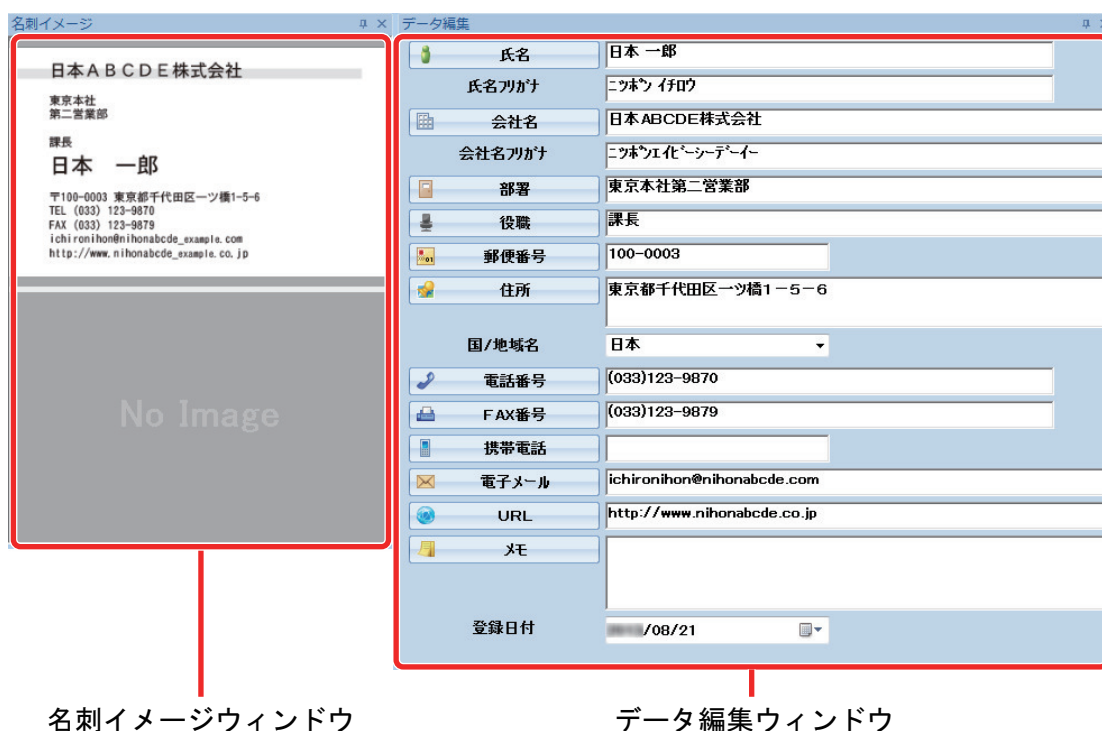 名刺イメージ
日本ＡＢＣＤＥ株式会社
東京本社
第二営業部
課長
日本　一郎
〒100-0003 東京都千代田区一ツ橋1-5-6
TEL (033) 123-9870
FAX (033) 123-9879
ichironihon@nihonabcde_example.com
http://www.nihonabcde_example.co.jp
No Image
データ編集
氏名 日本 一郎
氏名ﾌﾘｶﾞﾅ ﾆｯﾎﾟﾝ ｲﾁﾛｳ
会社名 日本ABCDE株式会社
会社名ﾌﾘｶﾞﾅ ﾆｯﾎﾟﾝｴｲﾋﾞｰｼｰﾃﾞｰｲｰ
部署 東京本社第二営業部
役職 課長
01
郵便番号 100-0003
住所 東京都千代田区一ツ橋１－５－６
国/地域名 日本
電話番号 (033)123-9870
FAX番号 (033)123-9879
携帯電話
電子ﾒｰﾙ ichironihon@nihonabcde.com
URL http://www.nihonabcde.co.jp
ﾒﾓ
登録日付 /08/21
名刺イメージウィンドウ
データ編集ウィンドウ